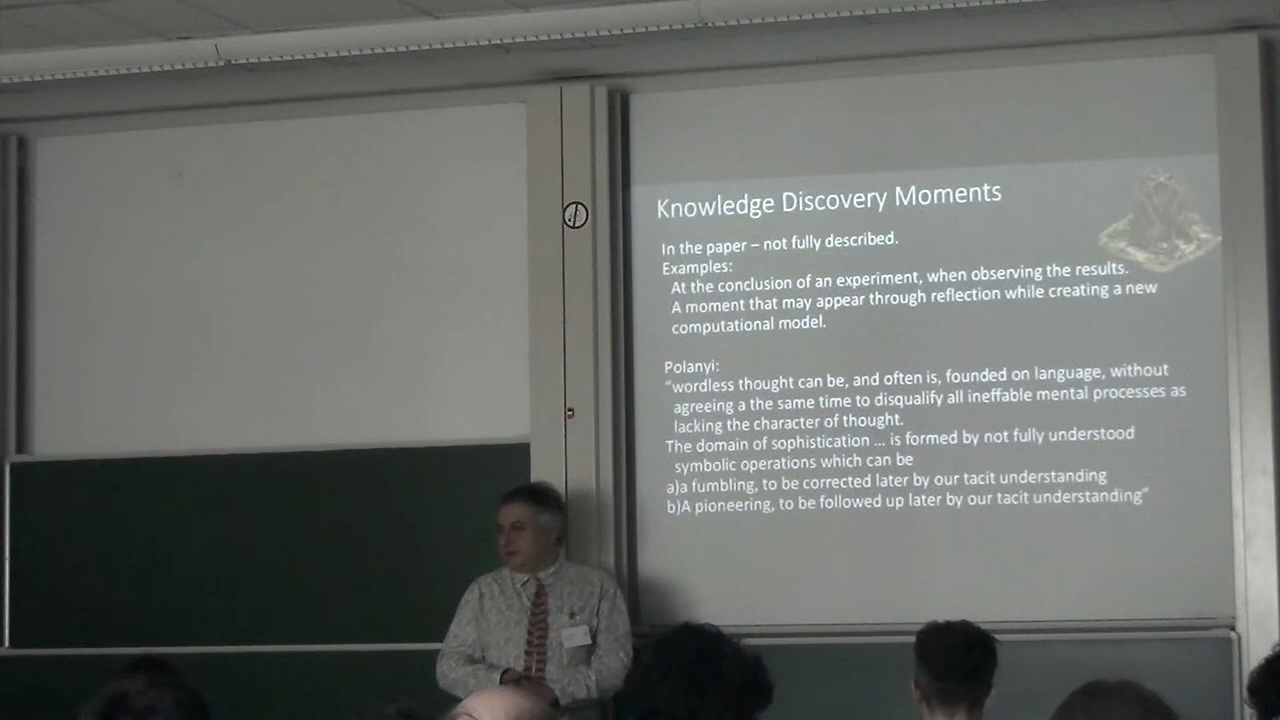 Knowledge Discovery Moments
In the paper – not fully described.
Examples:
At the conclusion of an experiment, when observing the results.
A moment that may appear through reflection while creating a new
computational model.
Polanyi:
“wordless thought can be, and often is, founded on language, without
agreeing a the same time to disqualify all ineffable mental processes as
lacking the character of thought.
The domain of sophistication ... is formed by not fully understood
symbolic operations which can be
a)a fumbling, to be corrected later by our tacit understanding
b)A pioneering, to be followed up later by our tacit understanding”